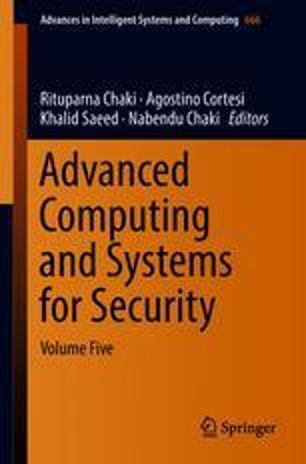 Advances in Intelligent Systems and Computing 666
Rituparna Chaki · Agostino Cortesi
Khalid Saeed · Nabendu Chaki Editors
Advanced
Computing
and Systems
for Security
Volume Five
Springer